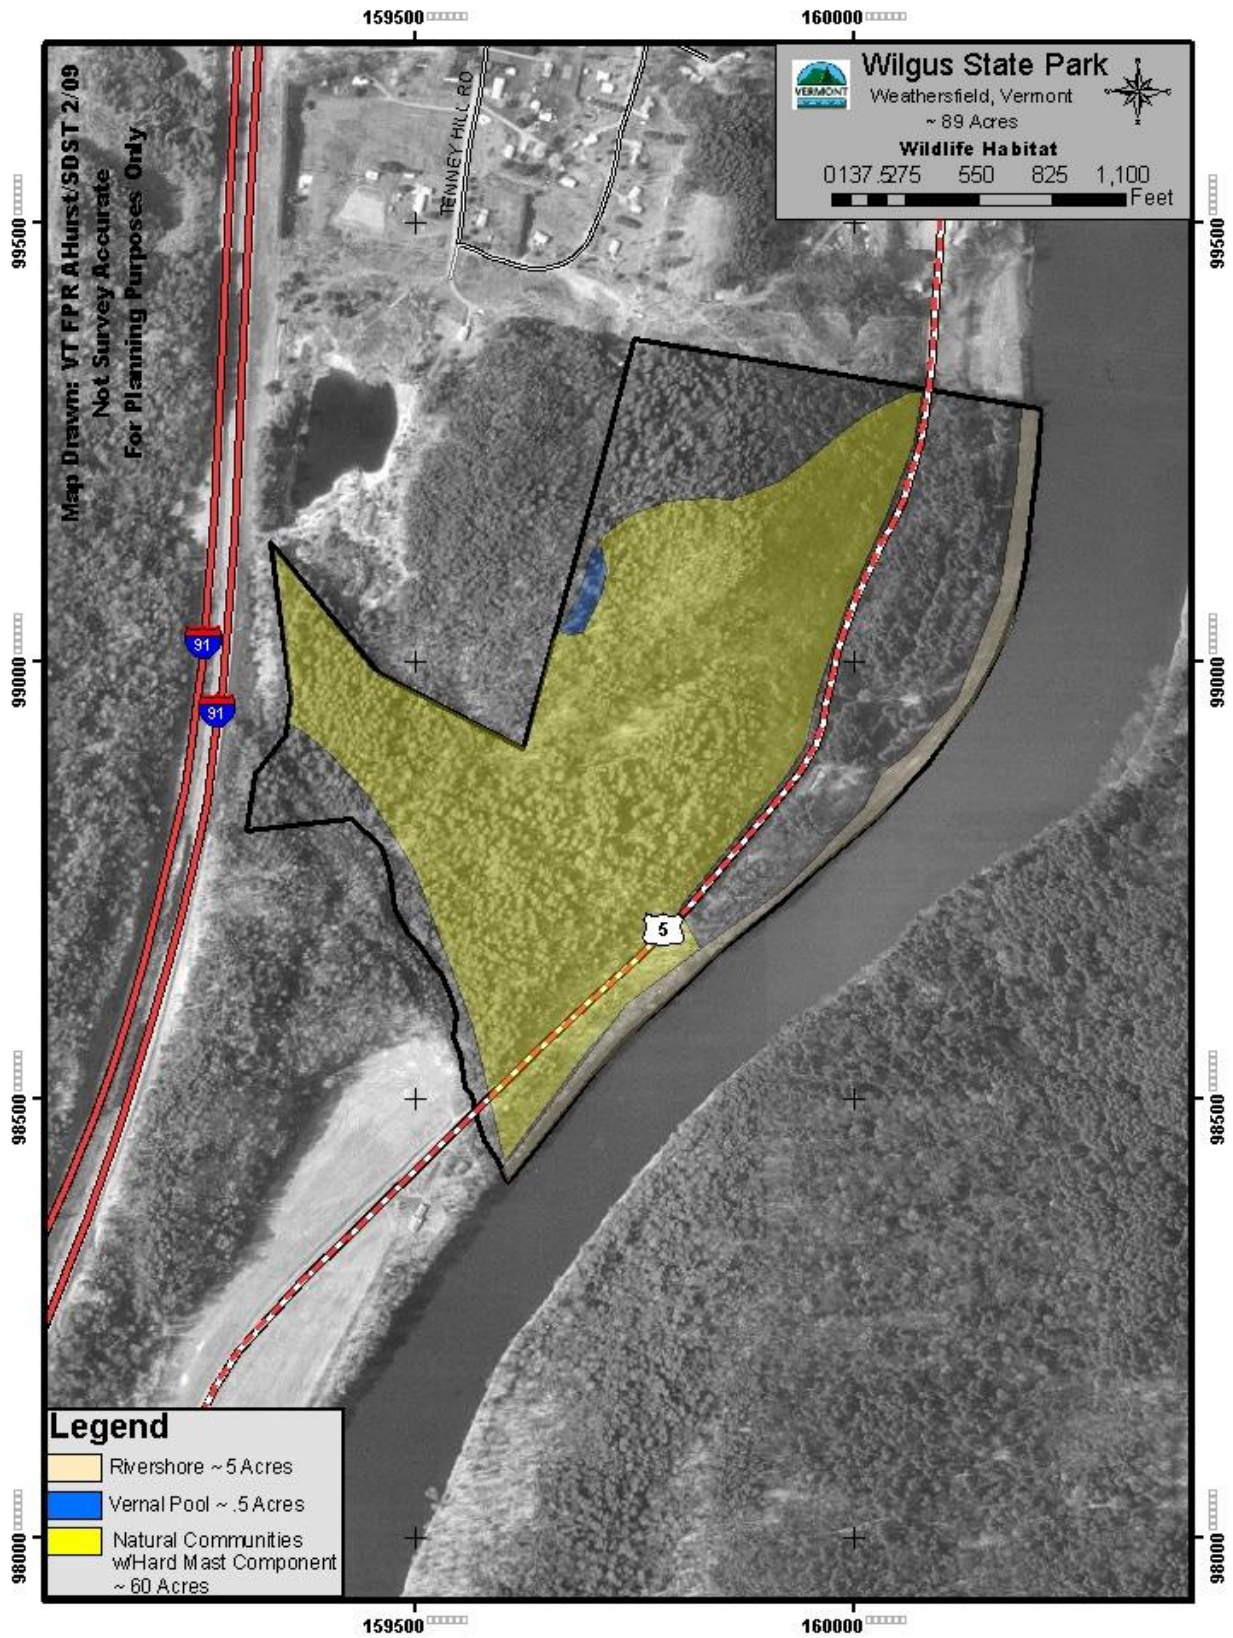 159500
160000
Map Drawn: VT FPR AHurst/SDST 2/09
Not Survey Accurate
For Planning Purposes Only
TENNEY HILL RD
VERMONT
Wilgus State Park
Weathersfield, Vermont
~ 89 Acres
Wildlife Habitat
0137.5275 550 825 1,100
Feet
99500
99500
91
91
99000
99000
5
98500
98500
Legend
Rivershore ~ 5 Acres
Vernal Pool ~ .5 Acres
Natural Communities
w/Hard Mast Component
~ 60 Acres
98000
98000
159500
160000